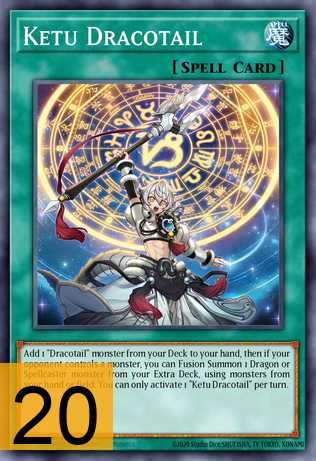 Ketu Dracotail
[Spell Card]
Add 1 "Dracotail" monster from your Deck to your hand, then if your
opponent controls a monster, you can Fusion Summon 1 Dragon or
Spellcaster monster from your Extra Deck, using monsters from
your hand or field. You can only activate 1 "Ketu Dracotail" per turn.
20
©2020 Studio Dice/SHUEISHA, TV TOKYO, KONAMI